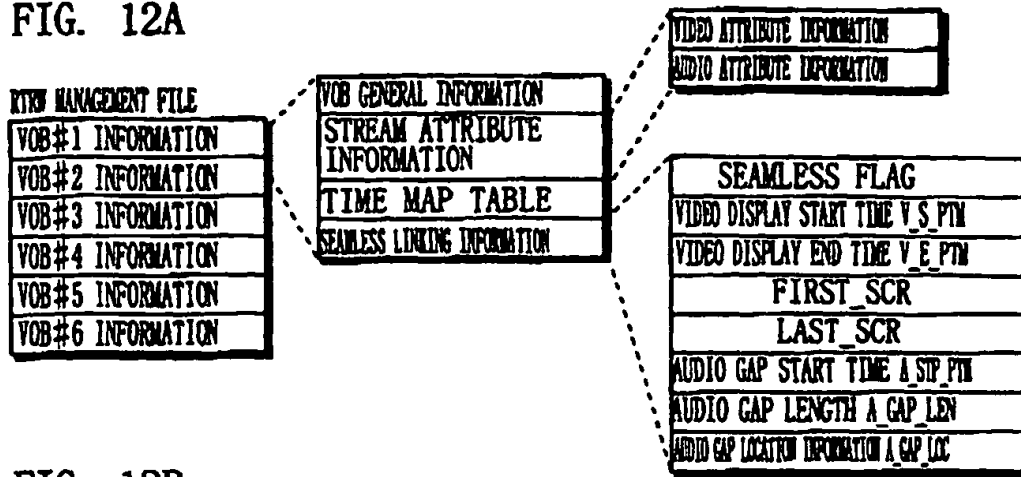 FIG. 12A
RTRW MANAGEMENT FILE
VOB#1 INFORMATION
VOB#2 INFORMATION
VOB#3 INFORMATION
VOB#4 INFORMATION
VOB#5 INFORMATION
VOB#6 INFORMATION
VOB GENERAL INFORMATION
STREAM ATTRIBUTE
INFORMATION
TIME MAP TABLE
SEAMLESS LINKING INFORMATION
VIDEO ATTRIBUTE INFORMATION
AUDIO ATTRIBUTE INFORMATION
SEAMLESS FLAG
VIDEO DISPLAY START TIME V_S_PTM
VIDEO DISPLAY END TIME V_E_PTM
FIRST_SCR
LAST_SCR
AUDIO GAP START TIME A_STP_PTM
AUDIO GAP LENGTH A_GAP_LEN
AUDIO GAP LOCATION INFORMATION A_GAP_LOC